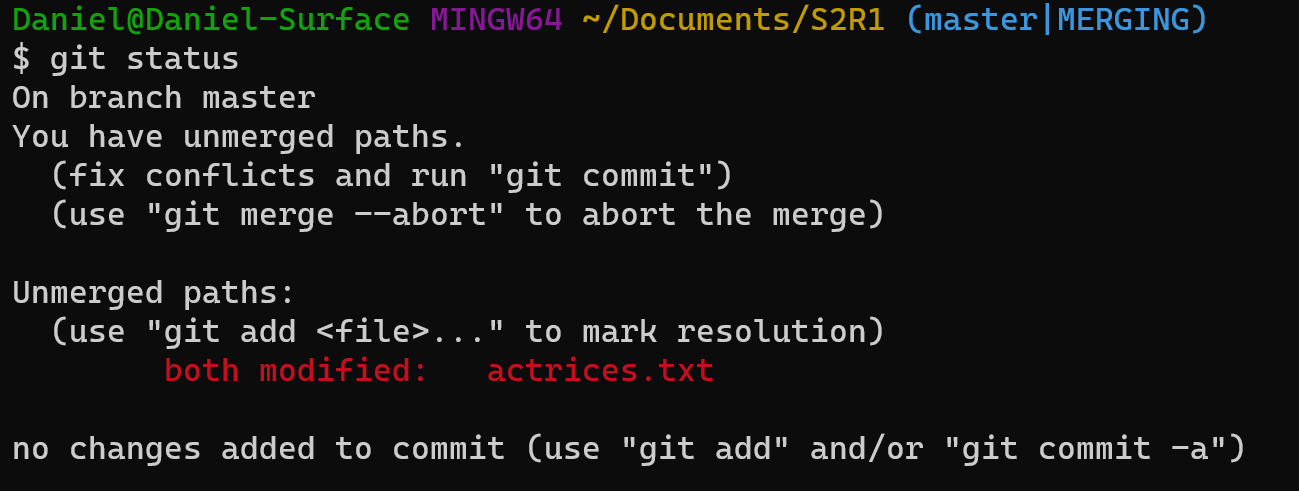 Daniel@Daniel-Surface MINGW64 ~/Documents/S2R1 (master|MERGING)
$ git status
On branch master
You have unmerged paths.
  (fix conflicts and run "git commit")
  (use "git merge --abort" to abort the merge)

Unmerged paths:
  (use "git add <file>..." to mark resolution)
        both modified:   actrices.txt

no changes added to commit (use "git add" and/or "git commit -a")